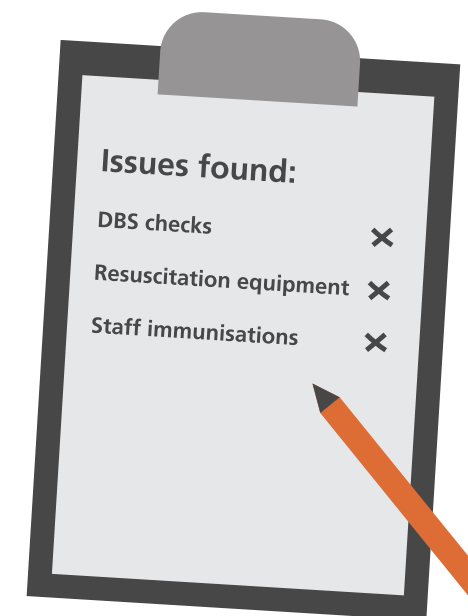 Issues found:
DBS checks
Resuscitation equipment
Staff immunisations